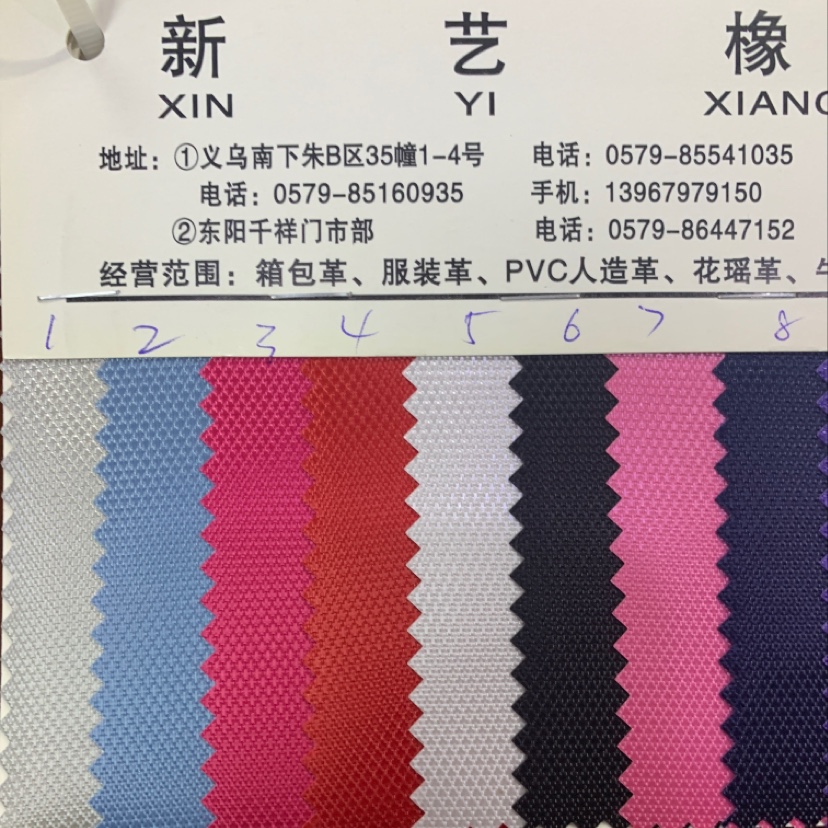 新 艺 橡
XIN YI XIANG
地址：①义乌南下朱B区35幢1-4号 电话：0579-85541035
电话：0579-85160935 手机：13967979150
②东阳千祥门市部 电话：0579-86447152
经营范围：箱包革、服装革、PVC人造革、花瑶革、
1 2 3 4 5 6 7 8